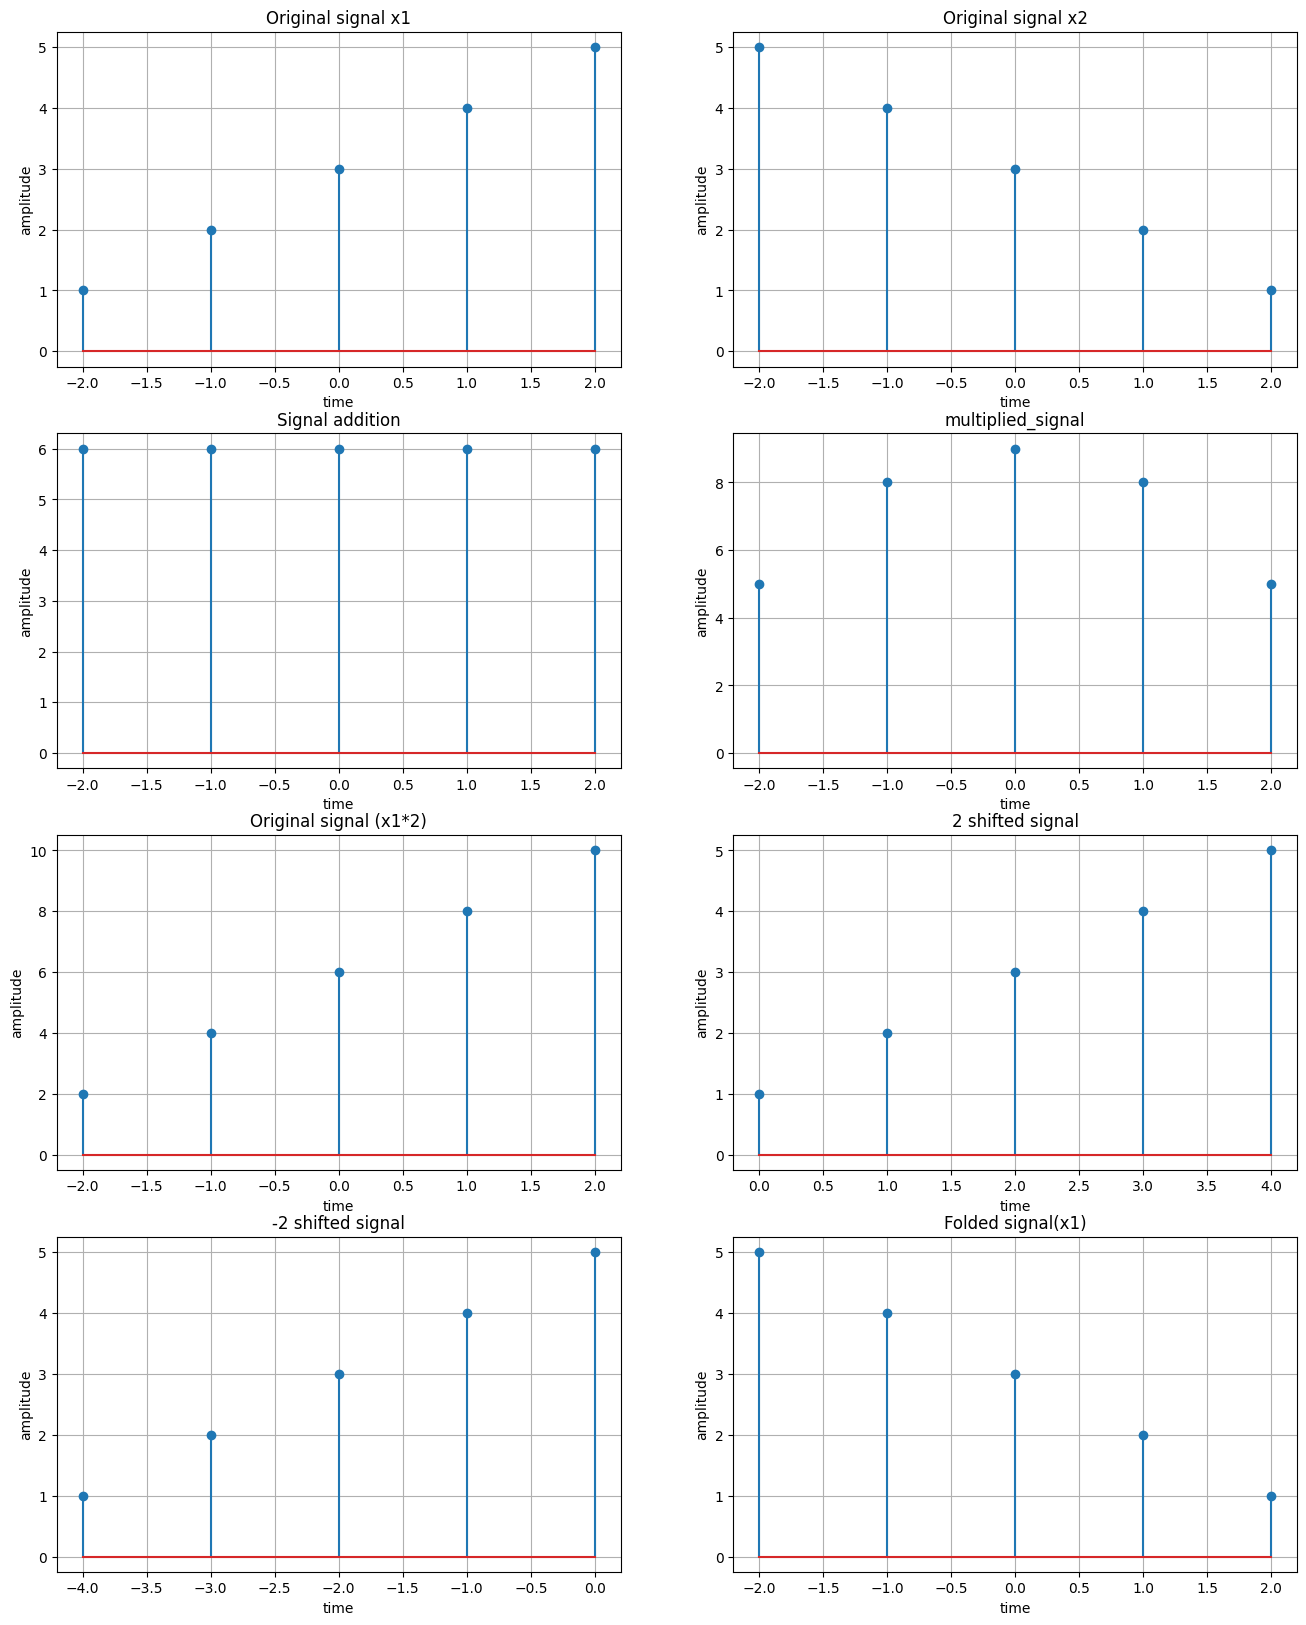 Original signal x1
5
4
3
2
1
0
amplitude
−2.0 −1.5 −1.0 −0.5 0.0 0.5 1.0 1.5 2.0
time
Original signal x2
5
4
3
2
1
0
amplitude
−2.0 −1.5 −1.0 −0.5 0.0 0.5 1.0 1.5 2.0
time
Signal addition
6
5
4
3
2
1
0
amplitude
−2.0 −1.5 −1.0 −0.5 0.0 0.5 1.0 1.5 2.0
time
multiplied_signal
8
6
4
2
0
amplitude
−2.0 −1.5 −1.0 −0.5 0.0 0.5 1.0 1.5 2.0
time
Original signal (x1*2)
10
8
6
4
2
0
amplitude
−2.0 −1.5 −1.0 −0.5 0.0 0.5 1.0 1.5 2.0
time
2 shifted signal
5
4
3
2
1
0
amplitude
0.0 0.5 1.0 1.5 2.0 2.5 3.0 3.5 4.0
time
-2 shifted signal
5
4
3
2
1
0
amplitude
−4.0 −3.5 −3.0 −2.5 −2.0 −1.5 −1.0 −0.5 0.0
time
Folded signal(x1)
5
4
3
2
1
0
amplitude
−2.0 −1.5 −1.0 −0.5 0.0 0.5 1.0 1.5 2.0
time